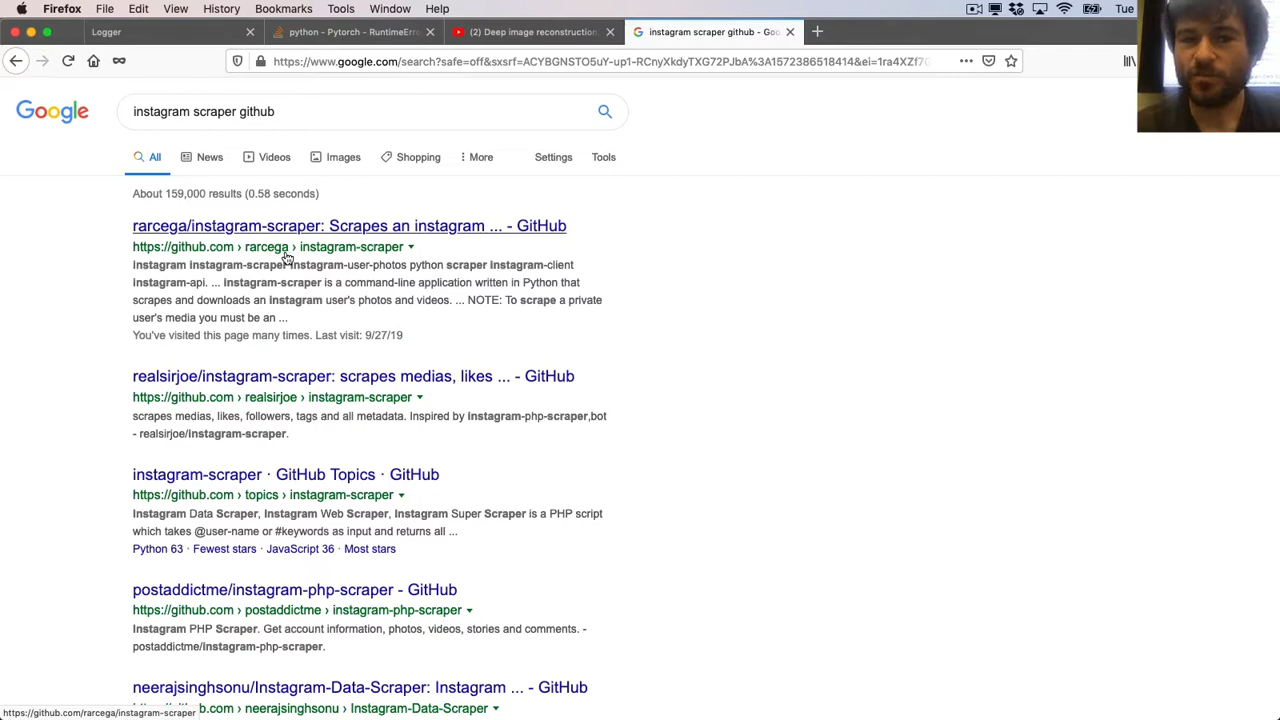 Firefox File Edit View History Bookmarks Tools Window Help Tue
Logger python - Pytorch - RuntimeError (2) Deep image reconstruction instagram scraper github - Goo
https://www.google.com/search?safe=off&sxsrf=ACYBGNSTO5uY-up1-RCnyXkdyTXG72PJbA%3A1572386518414&ei=1ra4XZf7G
Google instagram scraper github
All News Videos Images Shopping More Settings Tools
About 159,000 results (0.58 seconds)
rarcega/instagram-scraper: Scrapes an instagram ... - GitHub
https://github.com › rarcega › instagram-scraper
Instagram instagram-scraper instagram-user-photos python scraper instagram-client
Instagram-api. ... instagram-scraper is a command-line application written in Python that
scrapes and downloads an instagram user's photos and videos. ... NOTE: To scrape a private
user's media you must be an ...
You've visited this page many times. Last visit: 9/27/19
realsirjoe/instagram-scraper: scrapes medias, likes ... - GitHub
https://github.com › realsirjoe › instagram-scraper
scrapes medias, likes, followers, tags and all metadata. Inspired by instagram-php-scraper,bot
- realsirjoe/instagram-scraper.
instagram-scraper · GitHub Topics · GitHub
https://github.com › topics › instagram-scraper
Instagram Data Scraper, Instagram Web Scraper, Instagram Super Scraper is a PHP script
which takes @user-name or #keywords as input and returns all ...
Python 63 · Fewest stars · JavaScript 36 · Most stars
postaddictme/instagram-php-scraper - GitHub
https://github.com › postaddictme › instagram-php-scraper
Instagram PHP Scraper. Get account information, photos, videos, stories and comments. -
postaddictme/instagram-php-scraper.
neerajsinghsonu/Instagram-Data-Scraper: Instagram ... - GitHub
.com › neerajsinghsonu › Instagram-Data-Scraper
https://github.com/rarcega/instagram-scraper